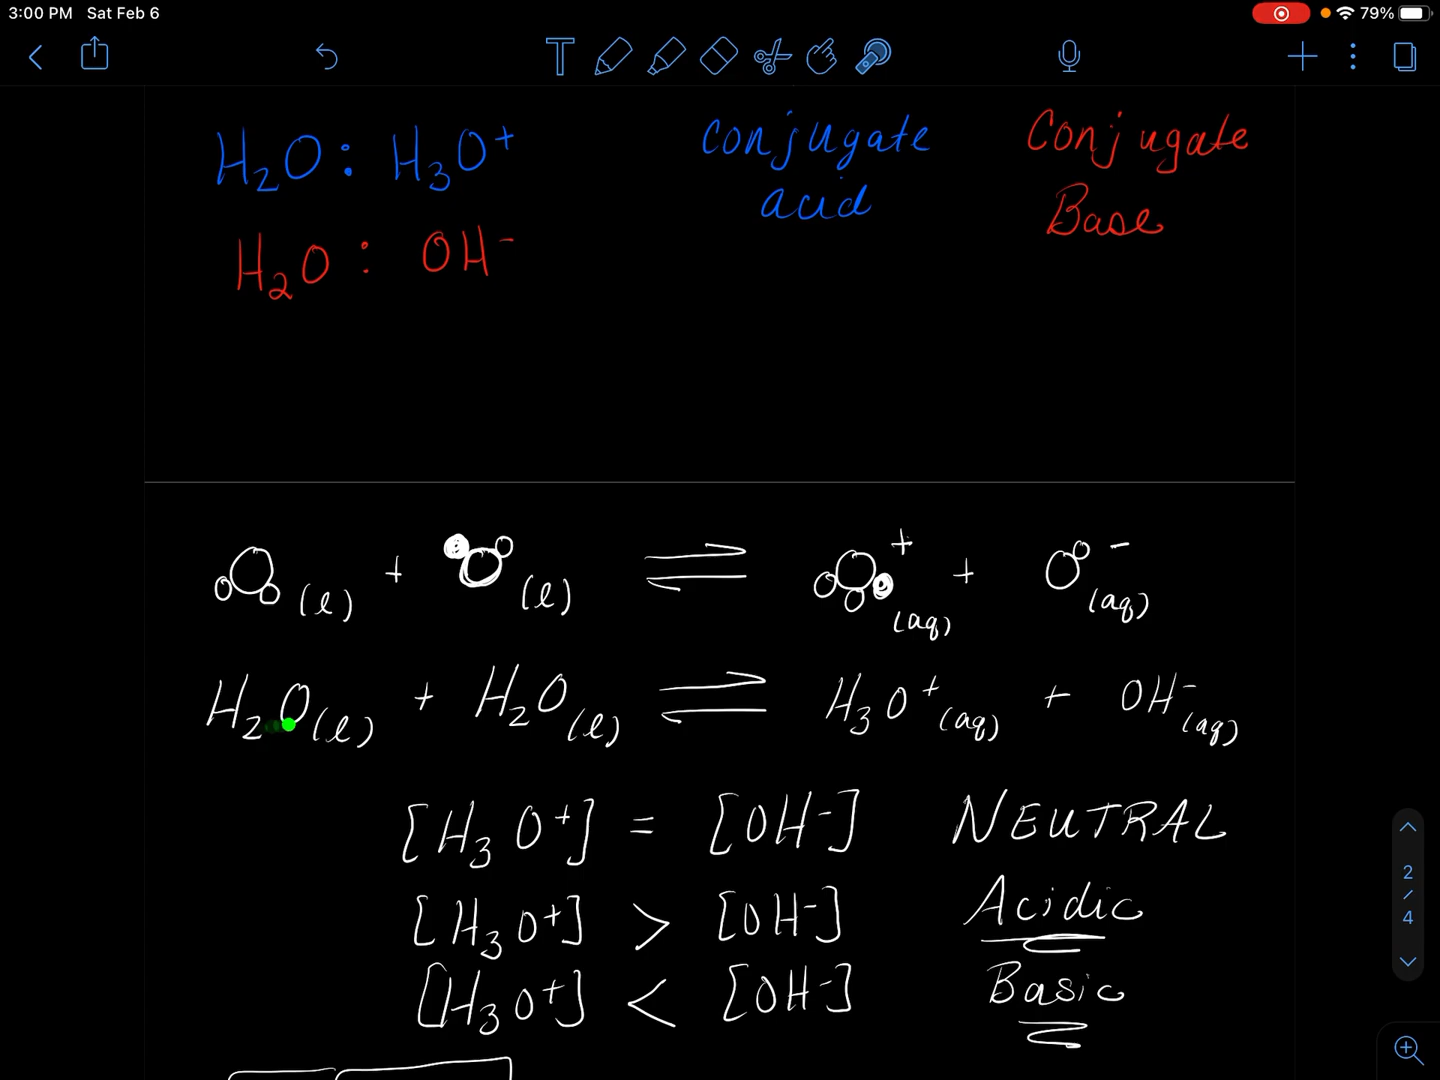 3:00 PM Sat Feb 6 79%
T
H₂O : H₃O⁺ Conjugate acid Conjugate Base
H₂O : OH⁻
(l) + (l) ⇌ + (aq) + - (aq)
H₂O(l) + H₂O(l) ⇌ H₃O⁺(aq) + OH⁻(aq)
[H₃O⁺] = [OH⁻] NEUTRAL
[H₃O⁺] > [OH⁻] Acidic
[H₃O⁺] < [OH⁻] Basic
2 / 4